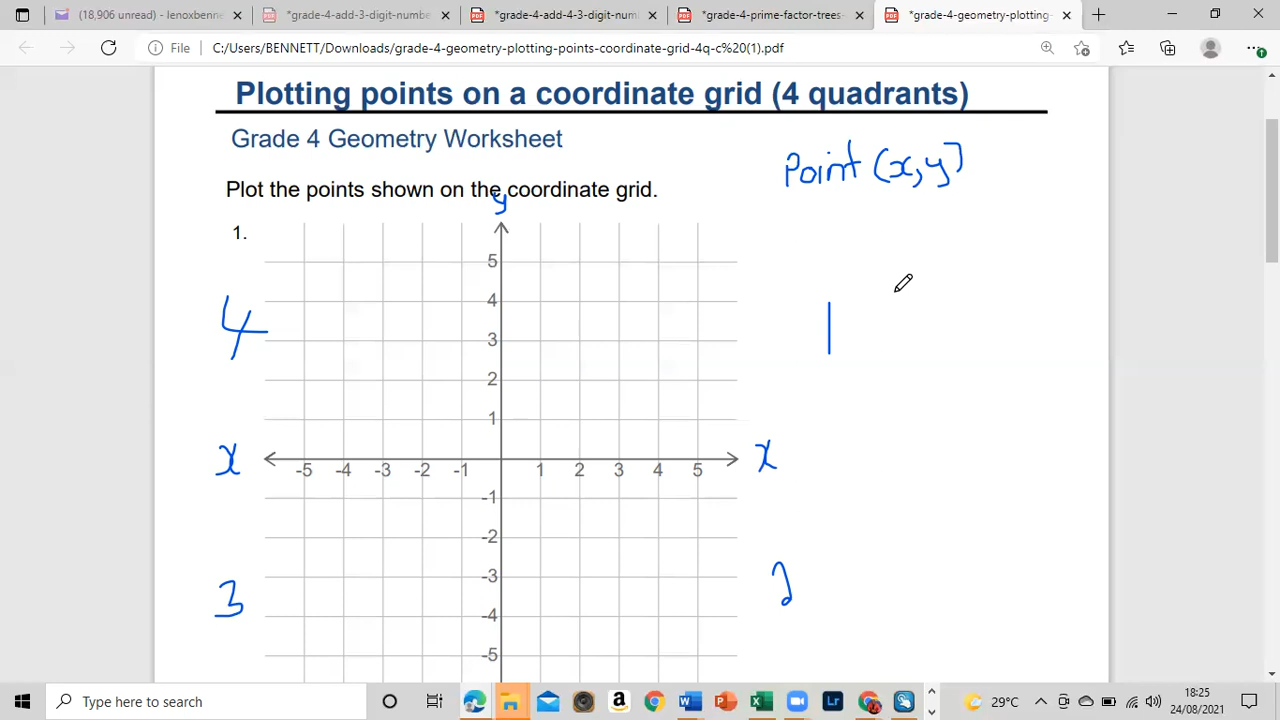 (18,906 unread) - lenoxbenne
*grade-4-add-3-digit-numbe
*grade-4-add-4-3-digit-num
*grade-4-prime-factor-trees-
*grade-4-geometry-plotting-
File C:/Users/BENNETT/Downloads/grade-4-geometry-plotting-points-coordinate-grid-4q-c%20(1).pdf
Plotting points on a coordinate grid (4 quadrants)
Grade 4 Geometry Worksheet
Point (x,y)
Plot the points shown on the coordinate grid.
y
1.
5
4
4
1
3
2
1
x
x
-5 -4 -3 -2 -1 1 2 3 4 5
-1
-2
-3
3
2
-4
-5
Type here to search
29°C
18:25
24/08/2021